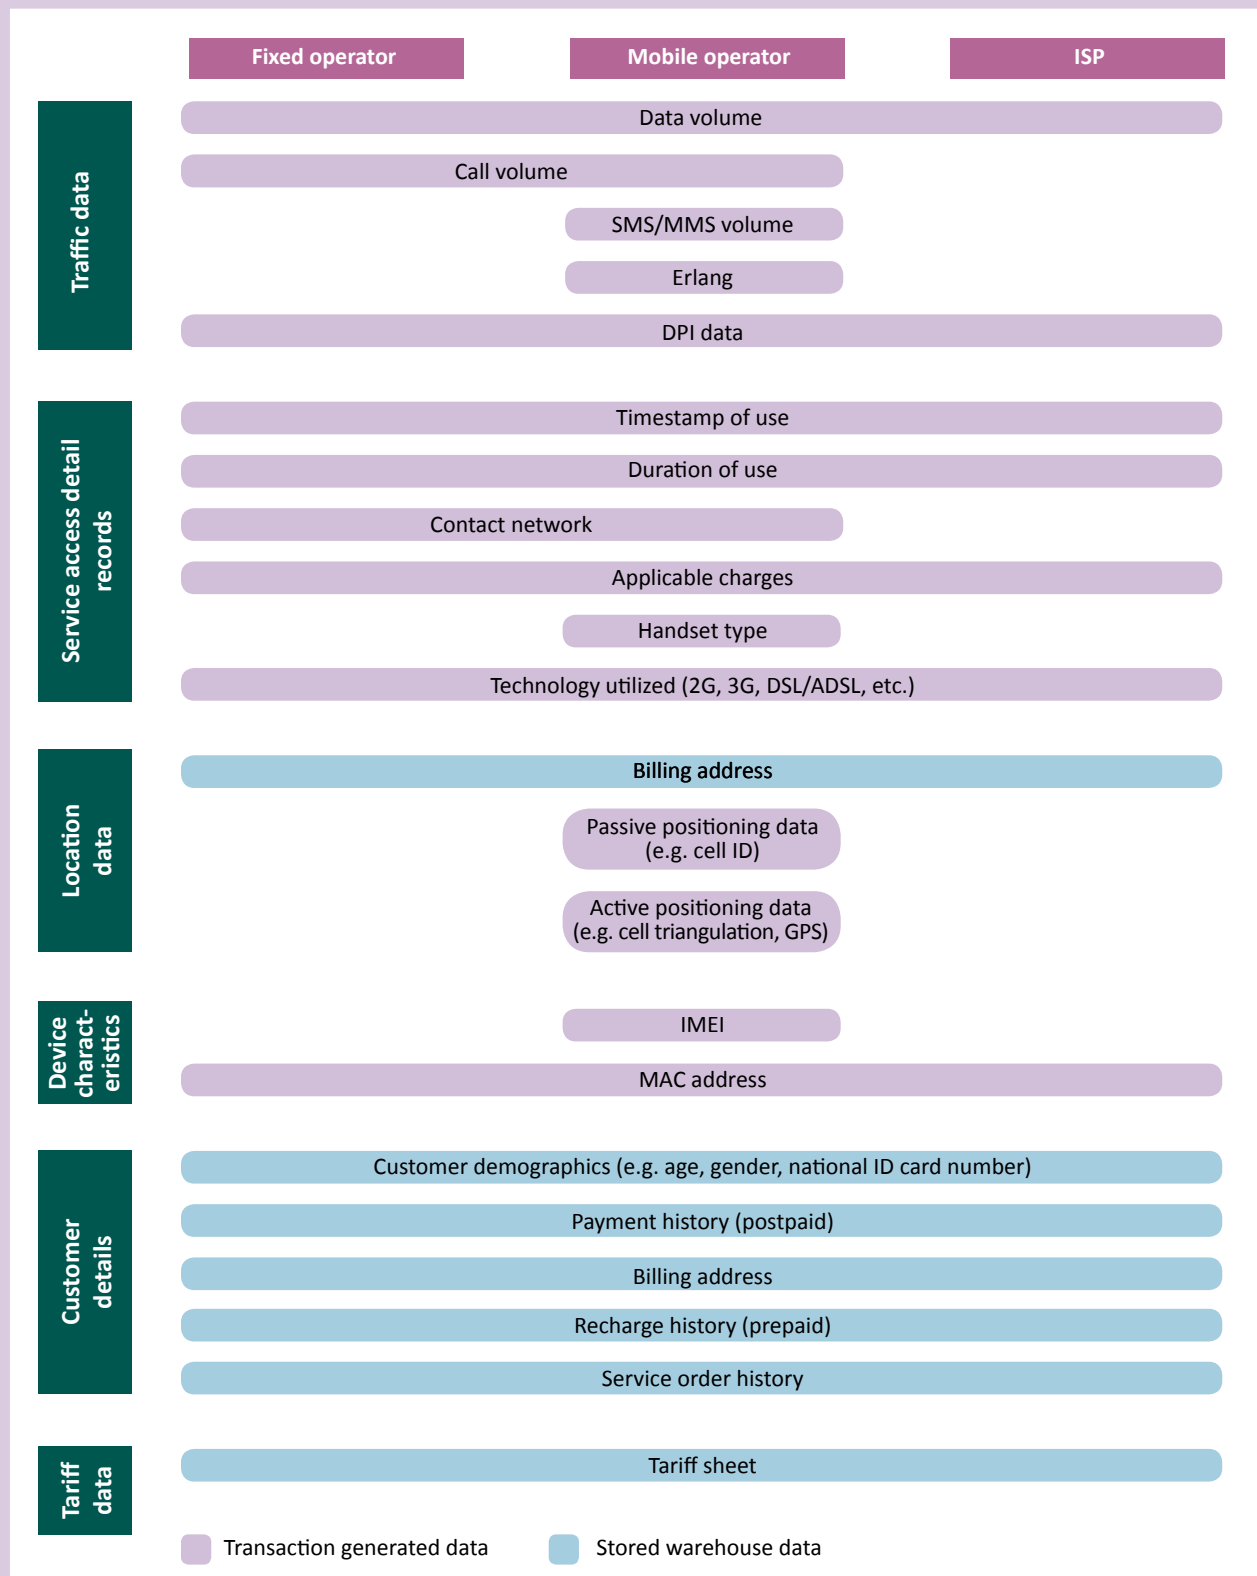 Fixed operator
Mobile operator
ISP
Traffic data
Data volume
Call volume
SMS/MMS volume
Erlang
DPI data
Service access detail
records
Timestamp of use
Duration of use
Contact network
Applicable charges
Handset type
Technology utilized (2G, 3G, DSL/ADSL, etc.)
Location
data
Billing address
Passive positioning data
(e.g. cell ID)
Active positioning data
(e.g. cell triangulation, GPS)
Device
charact-
eristics
IMEI
MAC address
Customer
details
Customer demographics (e.g. age, gender, national ID card number)
Payment history (postpaid)
Billing address
Recharge history (prepaid)
Service order history
Tariff
data
Tariff sheet
Transaction generated data
Stored warehouse data